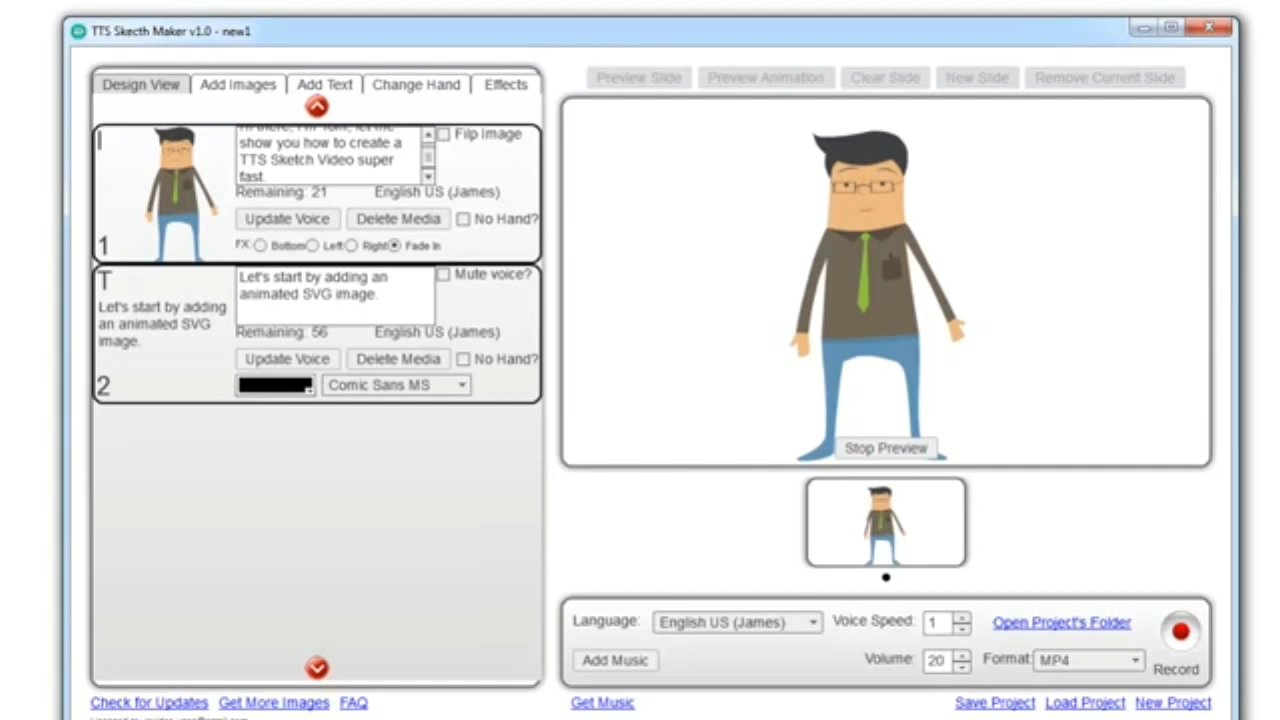 TTS Skecth Maker v1.0 - new1
Design View Add Images Add Text Change Hand Effects
Preview Slide Preview Animation Clear Slide New Slide Remove Current Slide
I
show you how to create a
TTS Sketch Video super
fast.
Flip Image
Remaining: 21 English US (James)
Update Voice Delete Media No Hand?
1
FX: Bottom Left Right Fade In
T
Let's start by adding
an animated SVG
image.
Let's start by adding an
animated SVG image.
Mute voice?
Remaining: 56 English US (James)
Update Voice Delete Media No Hand?
2
Comic Sans MS
Stop Preview
Language: English US (James) Voice Speed: 1 Open Project's Folder
Add Music Volume: 20 Format: MP4 Record
Check for Updates Get More Images FAQ Get Music Save Project Load Project New Project